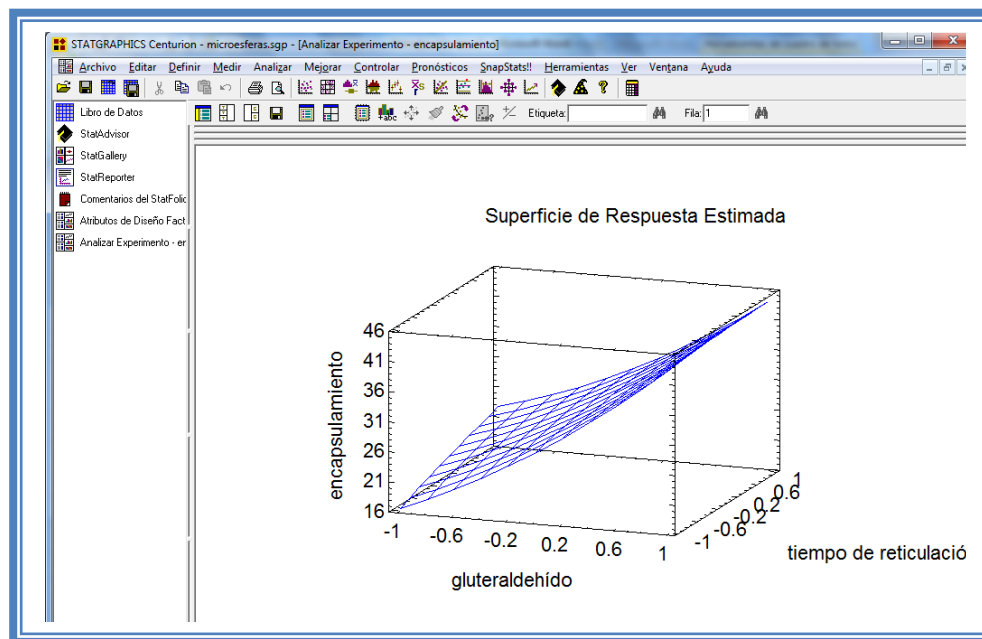 STATGRAPHICS Centurion - microesferas.sgp - [Analizar Experimento - encapsulamiento]
Archivo Editar Definir Medir Analizar Mejorar Controlar Pronósticos SnapStats!! Herramientas Ver Ventana Ayuda
Etiqueta: Fila: 1
Libro de Datos
StatAdvisor
StatGallery
StatReporter
Comentarios del StatFolic
Atributos de Diseño Fact
Analizar Experimento - er
Superficie de Respuesta Estimada
46
41
36
31
26
21
16
encapsulamiento
-1 -0.6 -0.2 0.2 0.6 1
gluteraldehído
-1 -0.6 -0.2 0.2 0.6 1
tiempo de reticulació